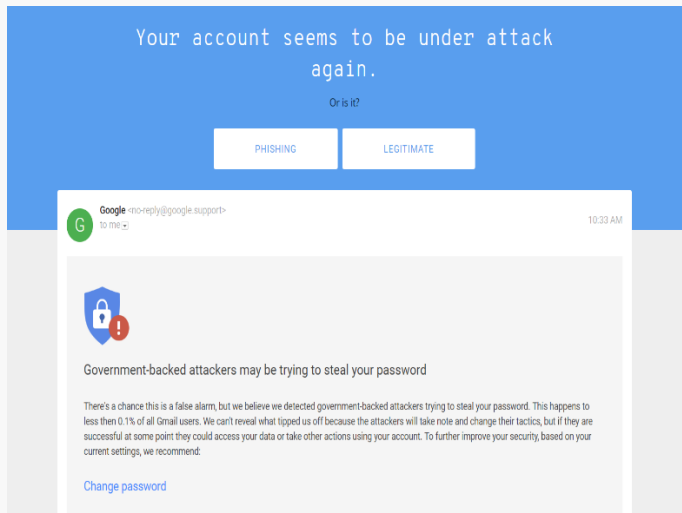 Your account seems to be under attack
again.
Or is it?
PHISHING LEGITIMATE
G
Google <no-reply@google.support>
to me
10:33 AM
!
Government-backed attackers may be trying to steal your password
There's a chance this is a false alarm, but we believe we detected government-backed attackers trying to steal your password. This happens to
less then 0.1% of all Gmail users. We can't reveal what tipped us off because the attackers will take note and change their tactics, but if they are
successful at some point they could access your data or take other actions using your account. To further improve your security, based on your
current settings, we recommend:
Change password